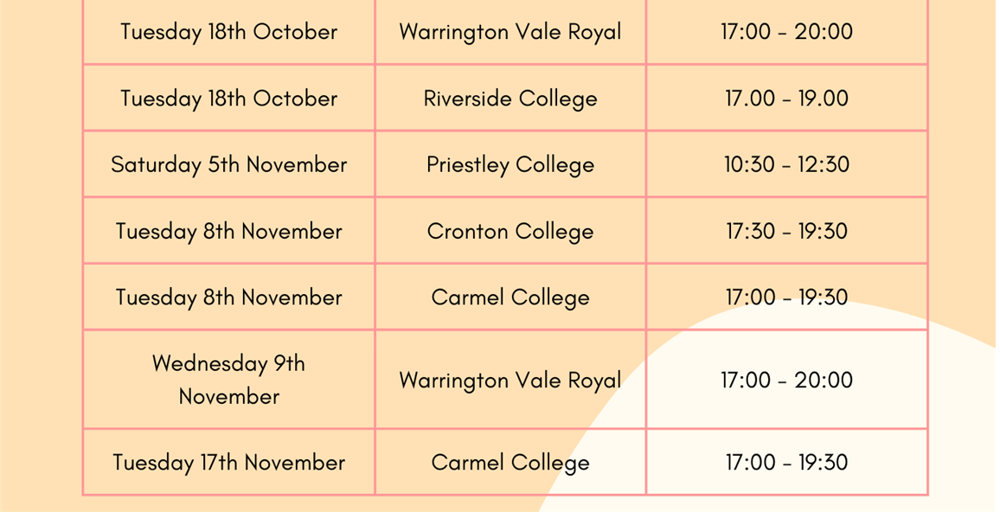 Tuesday 18th October Warrington Vale Royal 17:00 - 20:00
Tuesday 18th October Riverside College 17.00 - 19.00
Saturday 5th November Priestley College 10:30 - 12:30
Tuesday 8th November Cronton College 17:30 - 19:30
Tuesday 8th November Carmel College 17:00 - 19:30
Wednesday 9th
November Warrington Vale Royal 17:00 - 20:00
Tuesday 17th November Carmel College 17:00 - 19:30